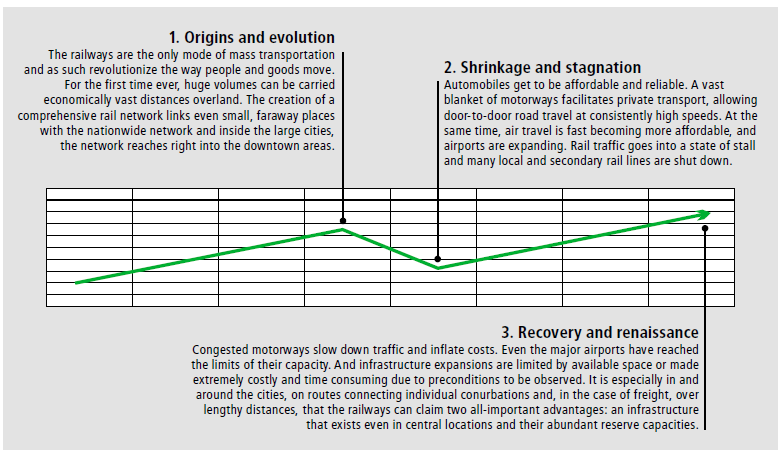 1. Origins and evolution
The railways are the only mode of mass transportation
and as such revolutionize the way people and goods move.
For the first time ever, huge volumes can be carried
economically vast distances overland. The creation of a
comprehensive rail network links even small, faraway places
with the nationwide network and inside the large cities,
the network reaches right into the downtown areas.
2. Shrinkage and stagnation
Automobiles get to be affordable and reliable. A vast
blanket of motorways facilitates private transport, allowing
door-to-door road travel at consistently high speeds. At the
same time, air travel is fast becoming more affordable, and
airports are expanding. Rail traffic goes into a state of stall
and many local and secondary rail lines are shut down.
3. Recovery and renaissance
Congested motorways slow down traffic and inflate costs. Even the major airports have reached
the limits of their capacity. And infrastructure expansions are limited by available space or made
extremely costly and time consuming due to preconditions to be observed. It is especially in and
around the cities, on routes connecting individual conurbations and, in the case of freight, over
lengthy distances, that the railways can claim two all-important advantages: an infrastructure
that exists even in central locations and their abundant reserve capacities.